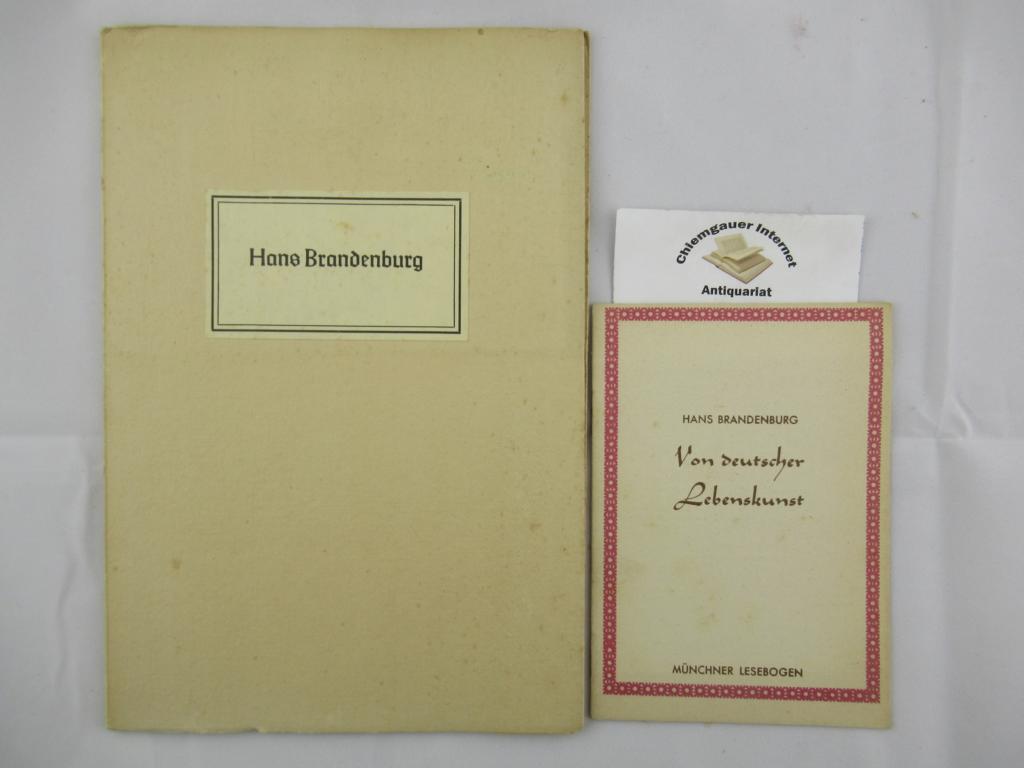 Hans Brandenburg
Chiemgauer Internet
Antiquariat
HANS BRANDENBURG
Von deutscher
Lebenskunst
MÜNCHNER LESEBOGEN